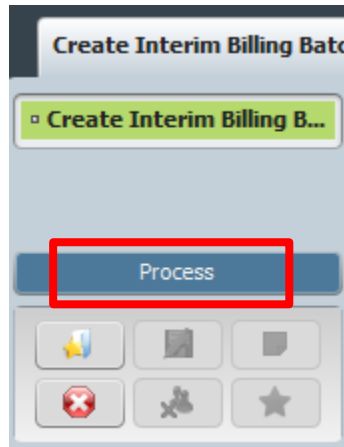 Create Interim Billing Batc
Create Interim Billing B...
Process